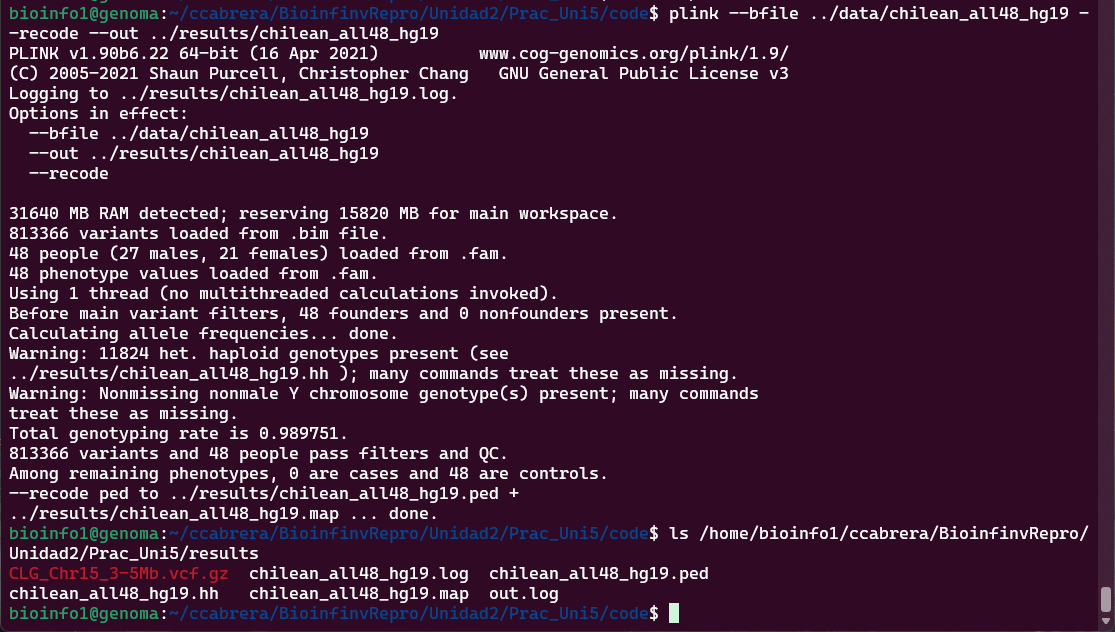 bioinfo1@genoma:~/ccabrera/BioinfinvRepro/Unidad2/Prac_Uni5/code$ plink --bfile ../data/chilean_all48_hg19 -
-recode --out ../results/chilean_all48_hg19
PLINK v1.90b6.22 64-bit (16 Apr 2021)          www.cog-genomics.org/plink/1.9/
(C) 2005-2021 Shaun Purcell, Christopher Chang   GNU General Public License v3
Logging to ../results/chilean_all48_hg19.log.
Options in effect:
  --bfile ../data/chilean_all48_hg19
  --out ../results/chilean_all48_hg19
  --recode

31640 MB RAM detected; reserving 15820 MB for main workspace.
813366 variants loaded from .bim file.
48 people (27 males, 21 females) loaded from .fam.
48 phenotype values loaded from .fam.
Using 1 thread (no multithreaded calculations invoked).
Before main variant filters, 48 founders and 0 nonfounders present.
Calculating allele frequencies... done.
Warning: 11824 het. haploid genotypes present (see
../results/chilean_all48_hg19.hh ); many commands treat these as missing.
Warning: Nonmissing nonmale Y chromosome genotype(s) present; many commands
treat these as missing.
Total genotyping rate is 0.989751.
813366 variants and 48 people pass filters and QC.
Among remaining phenotypes, 0 are cases and 48 are controls.
--recode ped to ../results/chilean_all48_hg19.ped +
../results/chilean_all48_hg19.map ... done.
bioinfo1@genoma:~/ccabrera/BioinfinvRepro/Unidad2/Prac_Uni5/code$ ls /home/bioinfo1/ccabrera/BioinfinvRepro/
Unidad2/Prac_Uni5/results
CLG_Chr15_3-5Mb.vcf.gz  chilean_all48_hg19.log  chilean_all48_hg19.ped
chilean_all48_hg19.hh   chilean_all48_hg19.map  out.log
bioinfo1@genoma:~/ccabrera/BioinfinvRepro/Unidad2/Prac_Uni5/code$